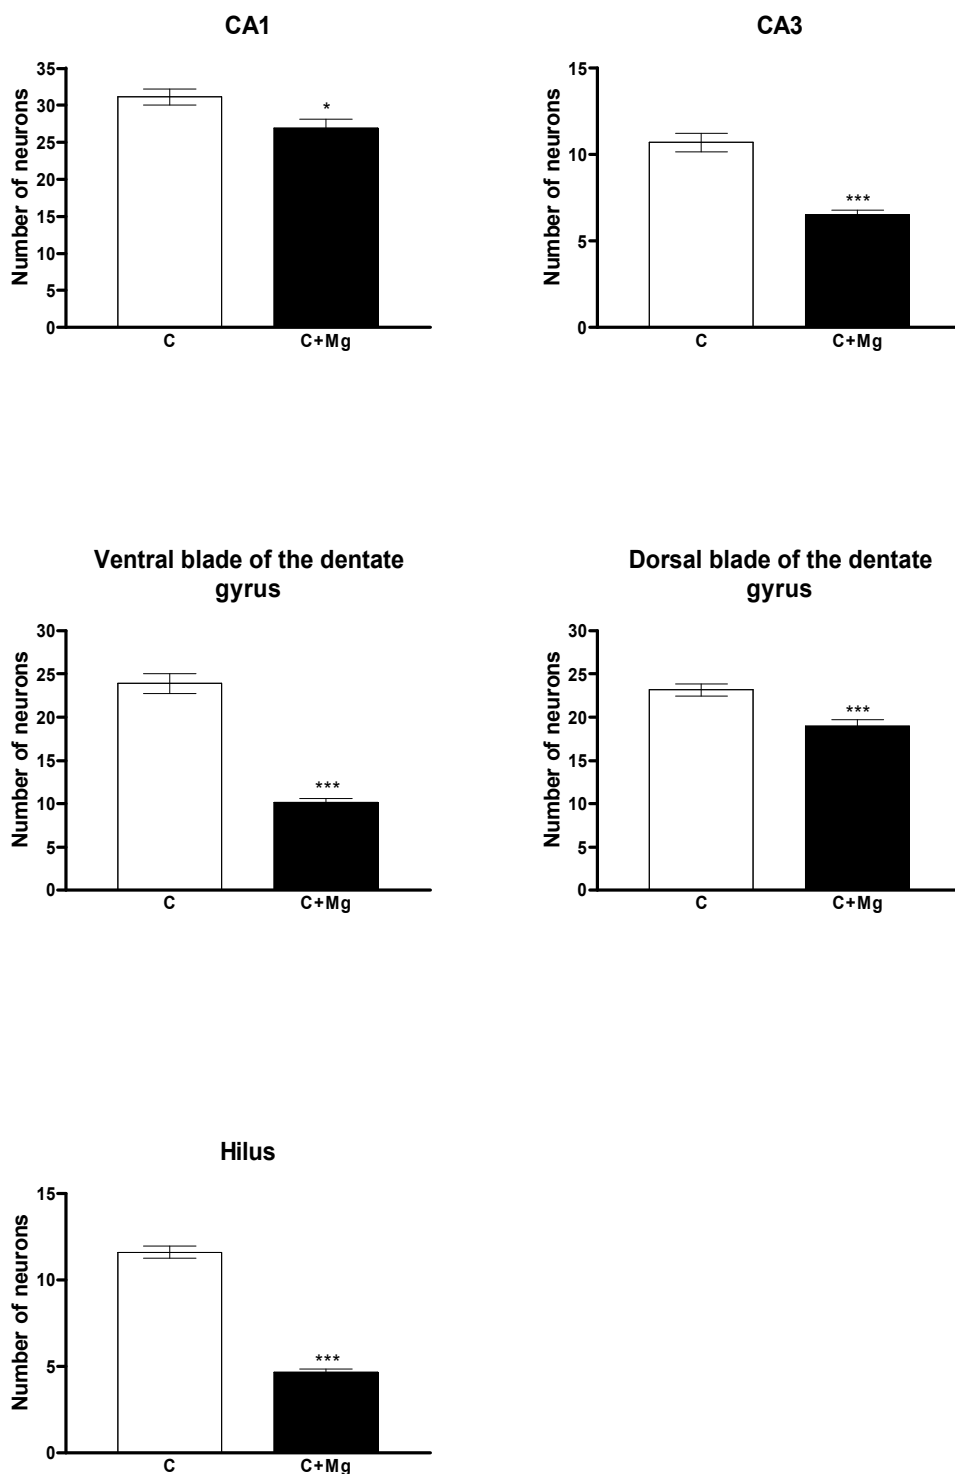 CA1
Number of neurons
35
30
25
20
15
10
5
0
*
C
C+Mg
CA3
Number of neurons
15
10
5
0
***
C
C+Mg
Ventral blade of the dentate
gyrus
Number of neurons
30
25
20
15
10
5
0
***
C
C+Mg
Dorsal blade of the dentate
gyrus
Number of neurons
30
25
20
15
10
5
0
***
C
C+Mg
Hilus
Number of neurons
15
10
5
0
***
C
C+Mg